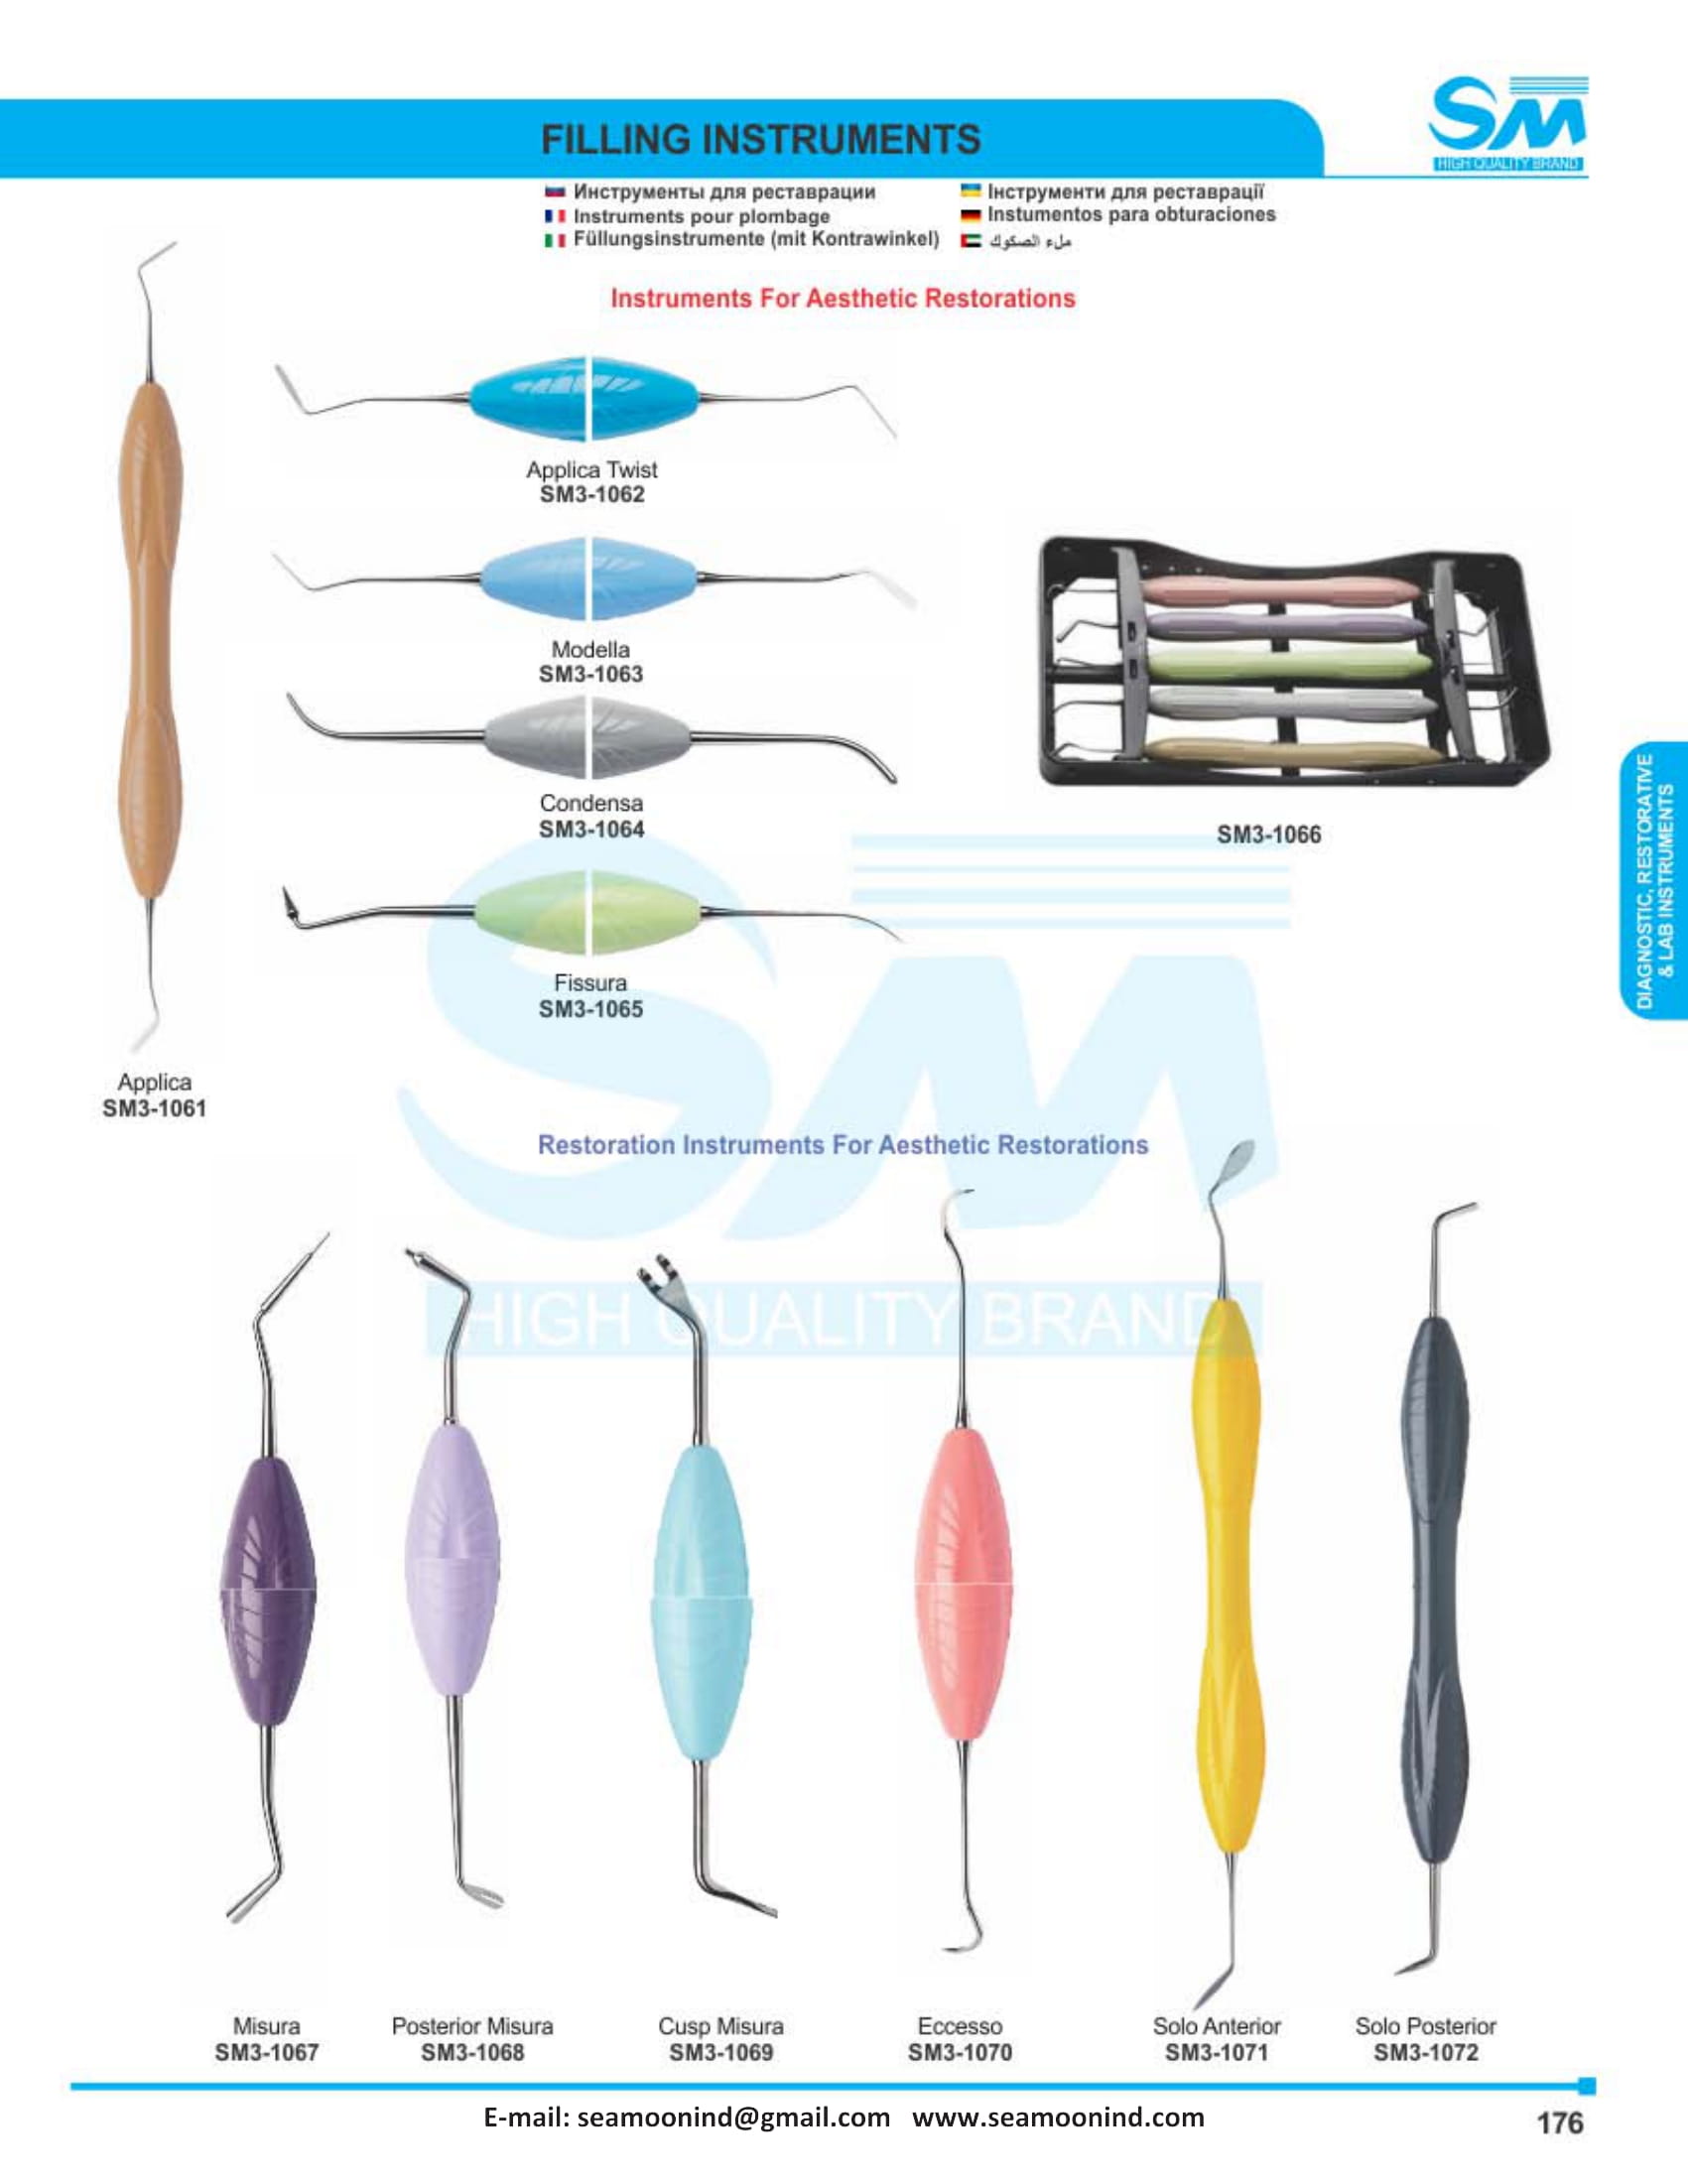 SM
HIGH QUALITY BRAND
FILLING INSTRUMENTS
Инструменты для реставрации
Інструменти для реставрації
Instruments pour plombage
Instumentos para obturaciones
Füllungsinstrumente (mit Kontrawinkel)
ملء الصكوك
Instruments For Aesthetic Restorations
Applica Twist
SM3-1062
Modella
SM3-1063
Condensa
SM3-1064
SM3-1066
Fissura
SM3-1065
Applica
SM3-1061
DIAGNOSTIC, RESTORATIVE
& LAB INSTRUMENTS
Restoration Instruments For Aesthetic Restorations
SM
HIGH QUALITY BRAND
Misura
SM3-1067
Posterior Misura
SM3-1068
Cusp Misura
SM3-1069
Eccesso
SM3-1070
Solo Anterior
SM3-1071
Solo Posterior
SM3-1072
E-mail: seamoonind@gmail.com www.seamoonind.com
176